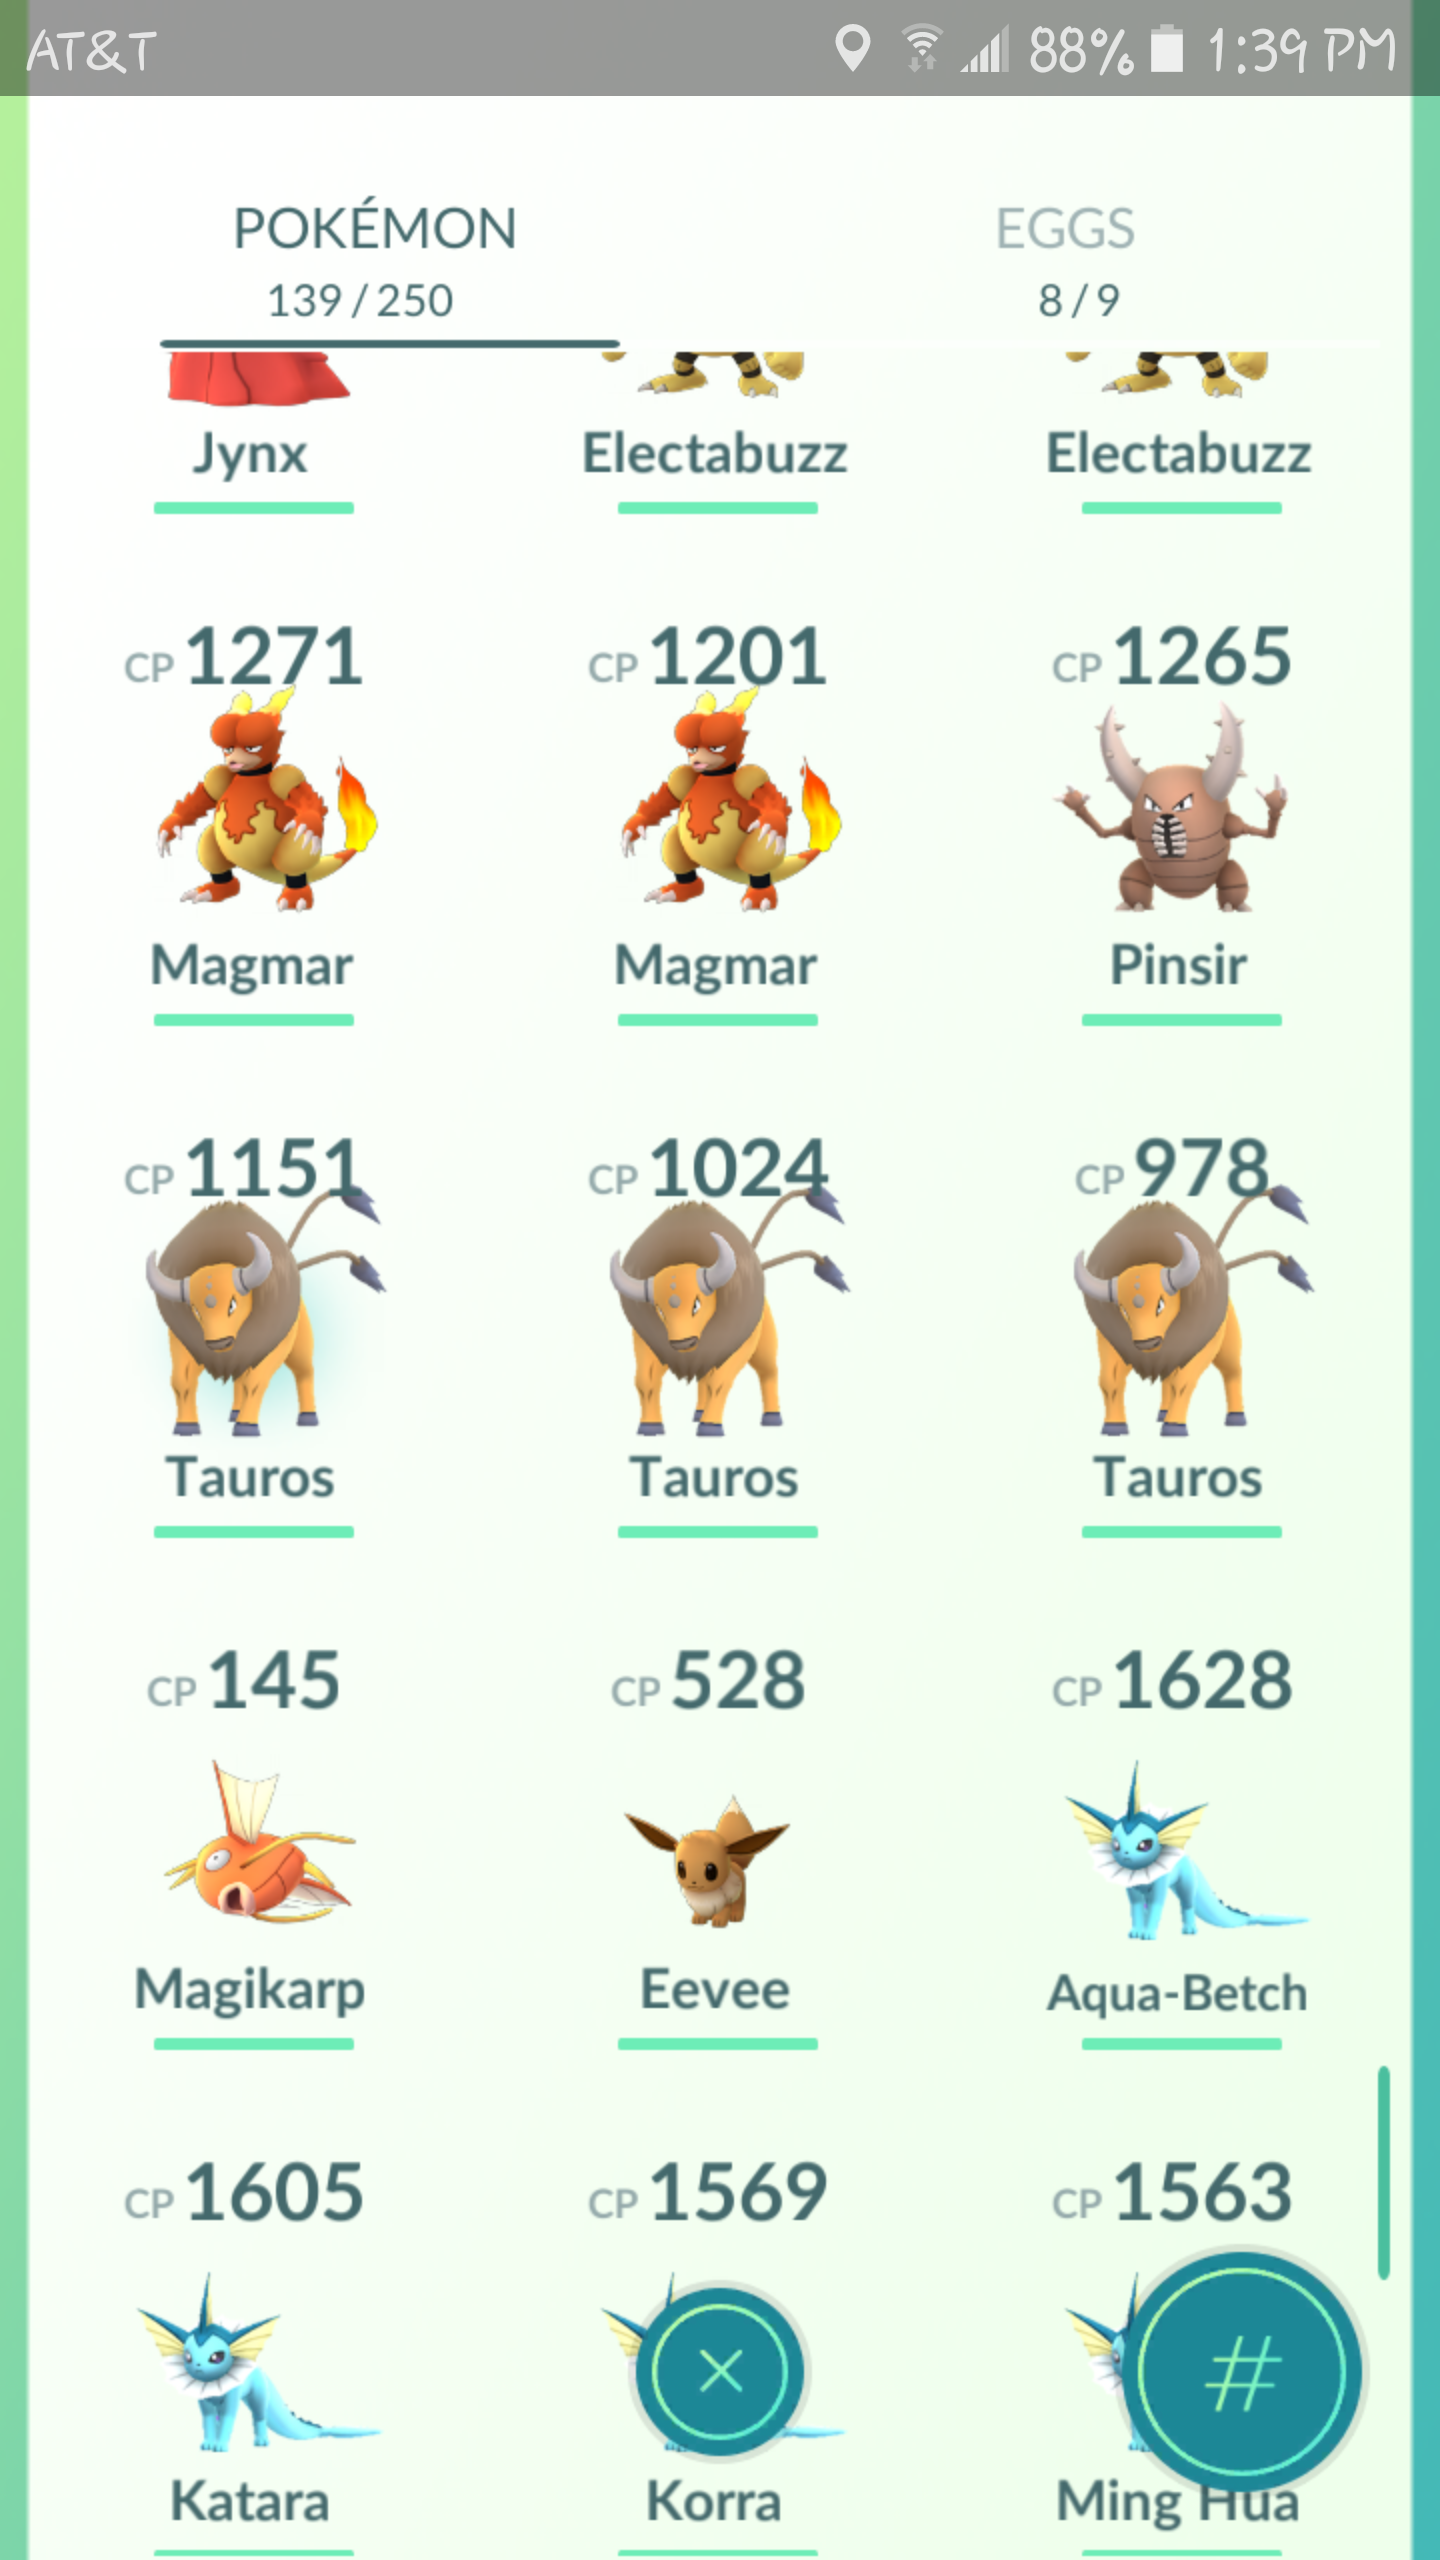 AT&T 88% 1:39 PM
POKÉMON EGGS
139 / 250 8 / 9
Jynx Electabuzz Electabuzz
CP 1271 CP 1201 CP 1265
Magmar Magmar Pinsir
CP 1151 CP 1024 CP 978
Tauros Tauros Tauros
CP 145 CP 528 CP 1628
Magikarp Eevee Aqua-Betch
CP 1605 CP 1569 CP 1563
#
Katara Korra Ming Hua